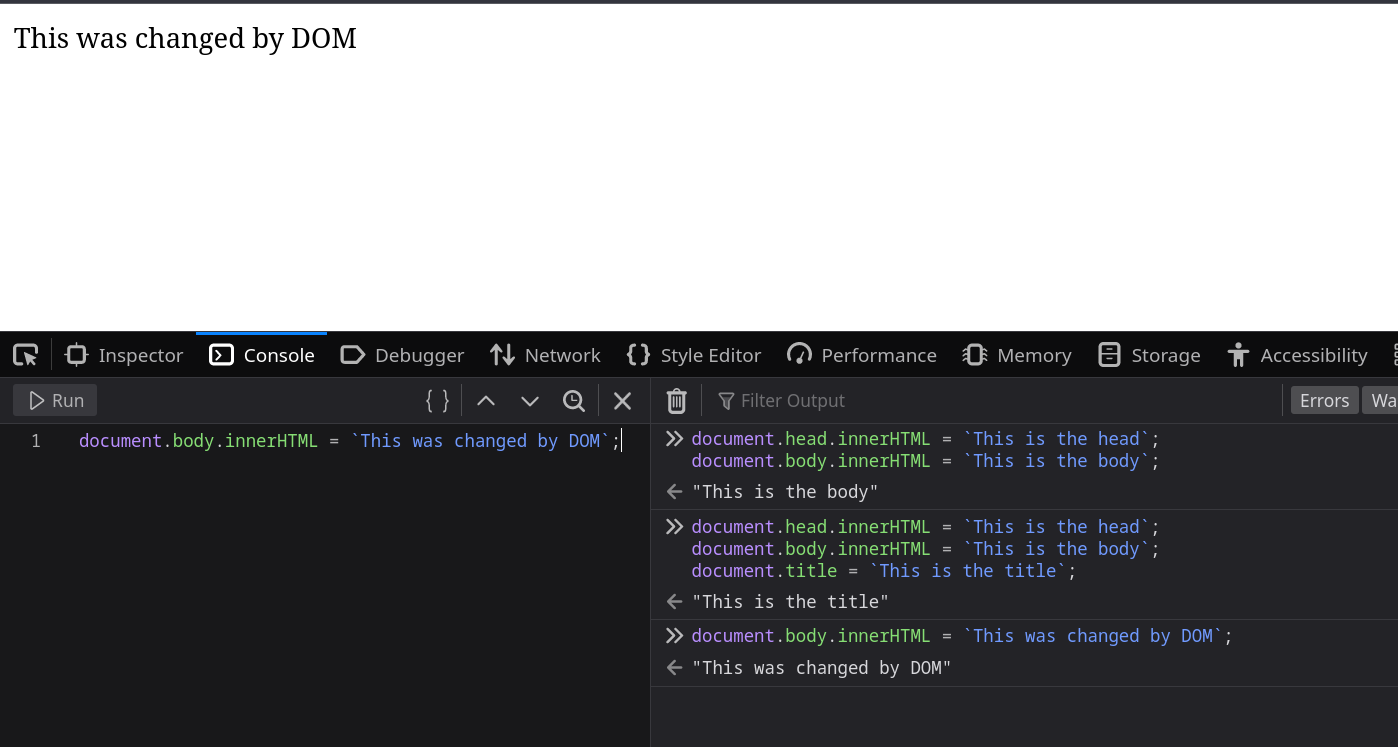 This was changed by DOM
Inspector Console Debugger Network Style Editor Performance Memory Storage Accessibility
Run Filter Output Errors Wa
1 document.body.innerHTML = `This was changed by DOM`;
document.head.innerHTML = `This is the head`;
document.body.innerHTML = `This is the body`;
"This is the body"
document.head.innerHTML = `This is the head`;
document.body.innerHTML = `This is the body`;
document.title = `This is the title`;
"This is the title"
document.body.innerHTML = `This was changed by DOM`;
"This was changed by DOM"